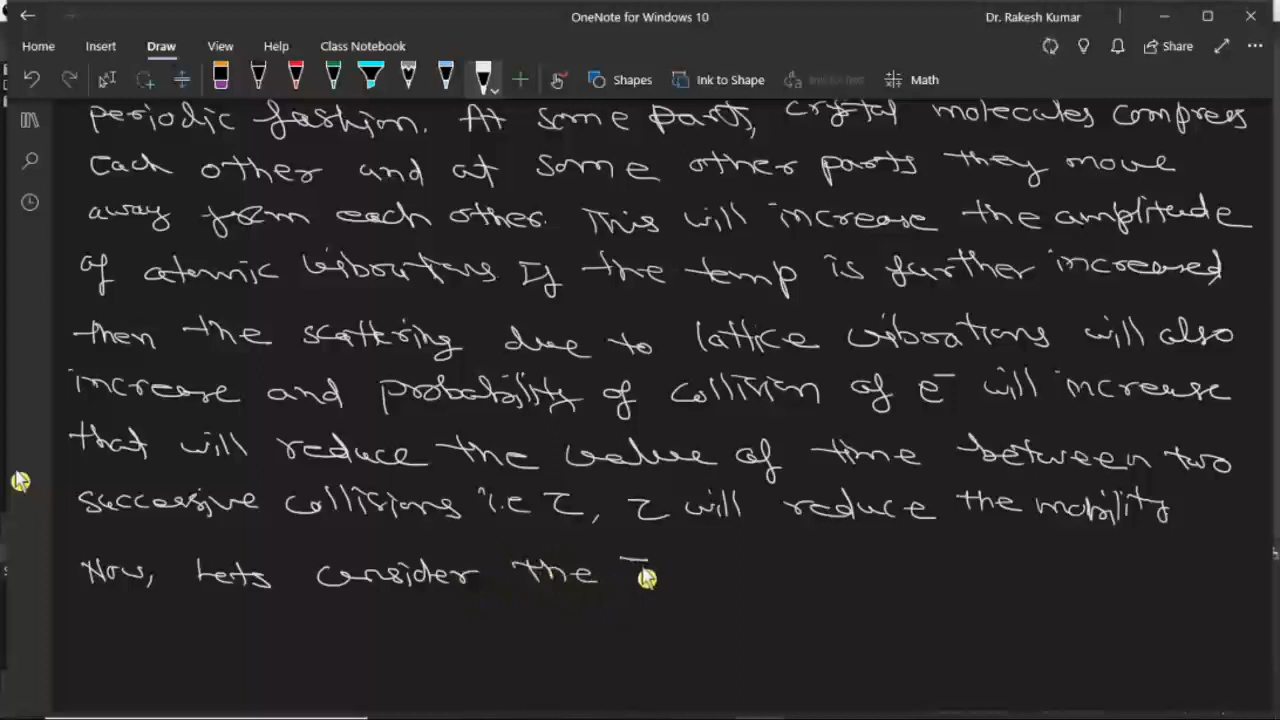 OneNote for Windows 10
Dr. Rakesh Kumar
Home Insert Draw View Help Class Notebook Share
Shapes Ink to Shape Ink to Text Math
periodic fashion. At some parts, crystal molecules compress
each other and at some other parts they move
away from each other. This will increase the amplitude
of atomic vibrations. If the temp is further increased,
then the scattering due to lattice vibrations will also
increase and probability of collision of e⁻ will increase
that will reduce the value of time between two
successive collisions i.e τ, τ will reduce the mobility
Now, Lets consider the